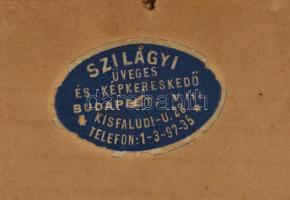 SZILÁGYI
ÜVEGES
ÉS KÉPKERESKEDŐ
BUDAPEST
KISFALUDI-U.
TELEFON:1-3-97-35